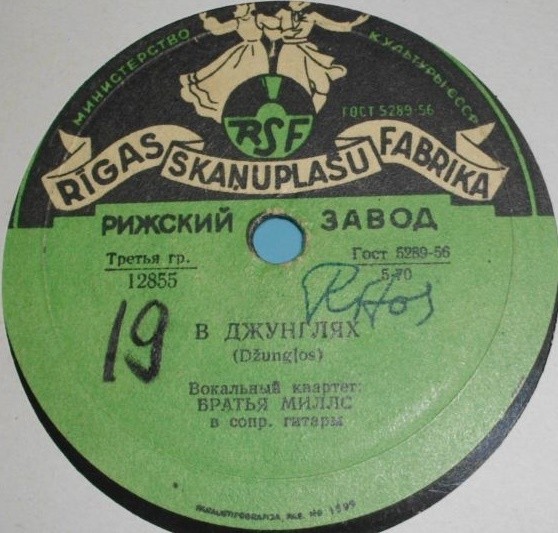 МИНИСТЕРСТВО КУЛЬТУРЫ СССР
ГОСТ 5289-56
RSF
RĪGAS SKAŅUPLAŠU FABRIKA
РИЖСКИЙ ЗАВОД
Третья гр.
12855
Гост 5289-56
5-70
19
В ДЖУНГЛЯХ
(Džungļos)
Вокальный квартет:
БРАТЬЯ МИЛЛС
в сопр. гитары